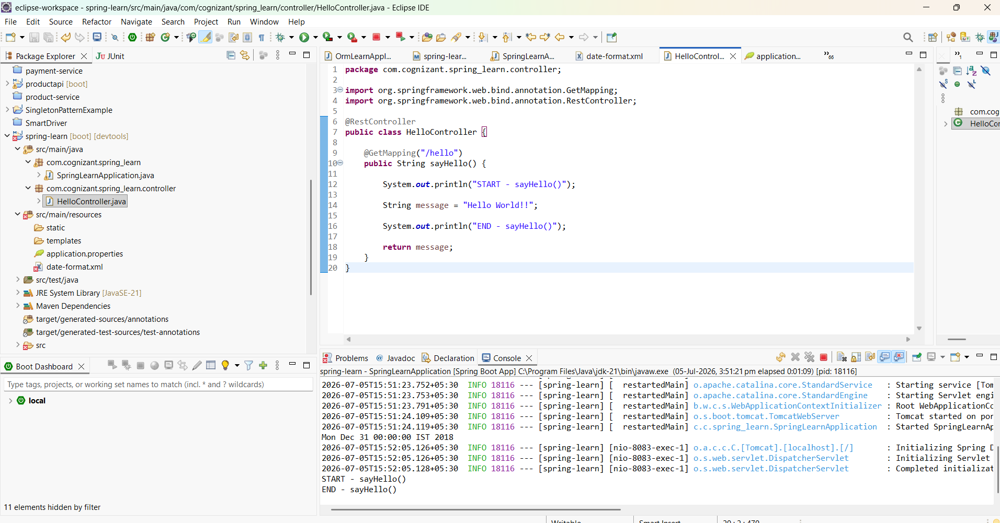 eclipse-workspace - spring-learn/src/main/java/com/cognizant/spring_learn/controller/HelloController.java - Eclipse IDE
File Edit Source Refactor Navigate Search Project Run Window Help
Package Explorer
JUnit
payment-service
productapi [boot]
product-service
SingletonPatternExample
SmartDriver
spring-learn [boot] [devtools]
src/main/java
com.cognizant.spring_learn
SpringLearnApplication.java
com.cognizant.spring_learn.controller
HelloController.java
src/main/resources
static
templates
application.properties
date-format.xml
src/test/java
JRE System Library [JavaSE-21]
Maven Dependencies
target/generated-sources/annotations
target/generated-test-sources/test-annotations
src
OrmLearnAppl... spring-lear... SpringLearnA... date-format.xml HelloControl... application... »66
1 package com.cognizant.spring_learn.controller;
2
3 import org.springframework.web.bind.annotation.GetMapping;
4 import org.springframework.web.bind.annotation.RestController;
5
6 @RestController
7 public class HelloController {
8
9 @GetMapping("/hello")
10 public String sayHello() {
11
12 System.out.println("START - sayHello()");
13
14 String message = "Hello World!!";
15
16 System.out.println("END - sayHello()");
17
18 return message;
19 }
20 }
»1
com.cog
HelloCor
Boot Dashboard
Type tags, projects, or working set names to match (incl. * and ? wildcards)
local
11 elements hidden by filter
Problems @ Javadoc Declaration Console
spring-learn - SpringLearnApplication [Spring Boot App] C:\Program Files\Java\jdk-21\bin\javaw.exe (05-Jul-2026, 3:51:21 pm elapsed 0:01:09) [pid: 18116]
2026-07-05T15:51:23.752+05:30 INFO 18116 --- [spring-learn] [ restartedMain] o.apache.catalina.core.StandardService : Starting service [Tom
2026-07-05T15:51:23.753+05:30 INFO 18116 --- [spring-learn] [ restartedMain] o.apache.catalina.core.StandardEngine : Starting Servlet engi
2026-07-05T15:51:23.791+05:30 INFO 18116 --- [spring-learn] [ restartedMain] b.w.c.s.WebApplicationContextInitializer : Root WebApplicationCo
2026-07-05T15:51:24.109+05:30 INFO 18116 --- [spring-learn] [ restartedMain] o.s.boot.tomcat.TomcatWebServer : Tomcat started on por
2026-07-05T15:51:24.119+05:30 INFO 18116 --- [spring-learn] [ restartedMain] c.c.spring_learn.SpringLearnApplication : Started SpringLearnAp
Mon Dec 31 00:00:00 IST 2018
2026-07-05T15:52:05.126+05:30 INFO 18116 --- [spring-learn] [nio-8083-exec-1] o.a.c.c.C.[Tomcat].[localhost].[/] : Initializing Spring D
2026-07-05T15:52:05.126+05:30 INFO 18116 --- [spring-learn] [nio-8083-exec-1] o.s.web.servlet.DispatcherServlet : Initializing Servlet
2026-07-05T15:52:05.128+05:30 INFO 18116 --- [spring-learn] [nio-8083-exec-1] o.s.web.servlet.DispatcherServlet : Completed initializat
START - sayHello()
END - sayHello()
Writable Smart Insert 20 : 2 : 470